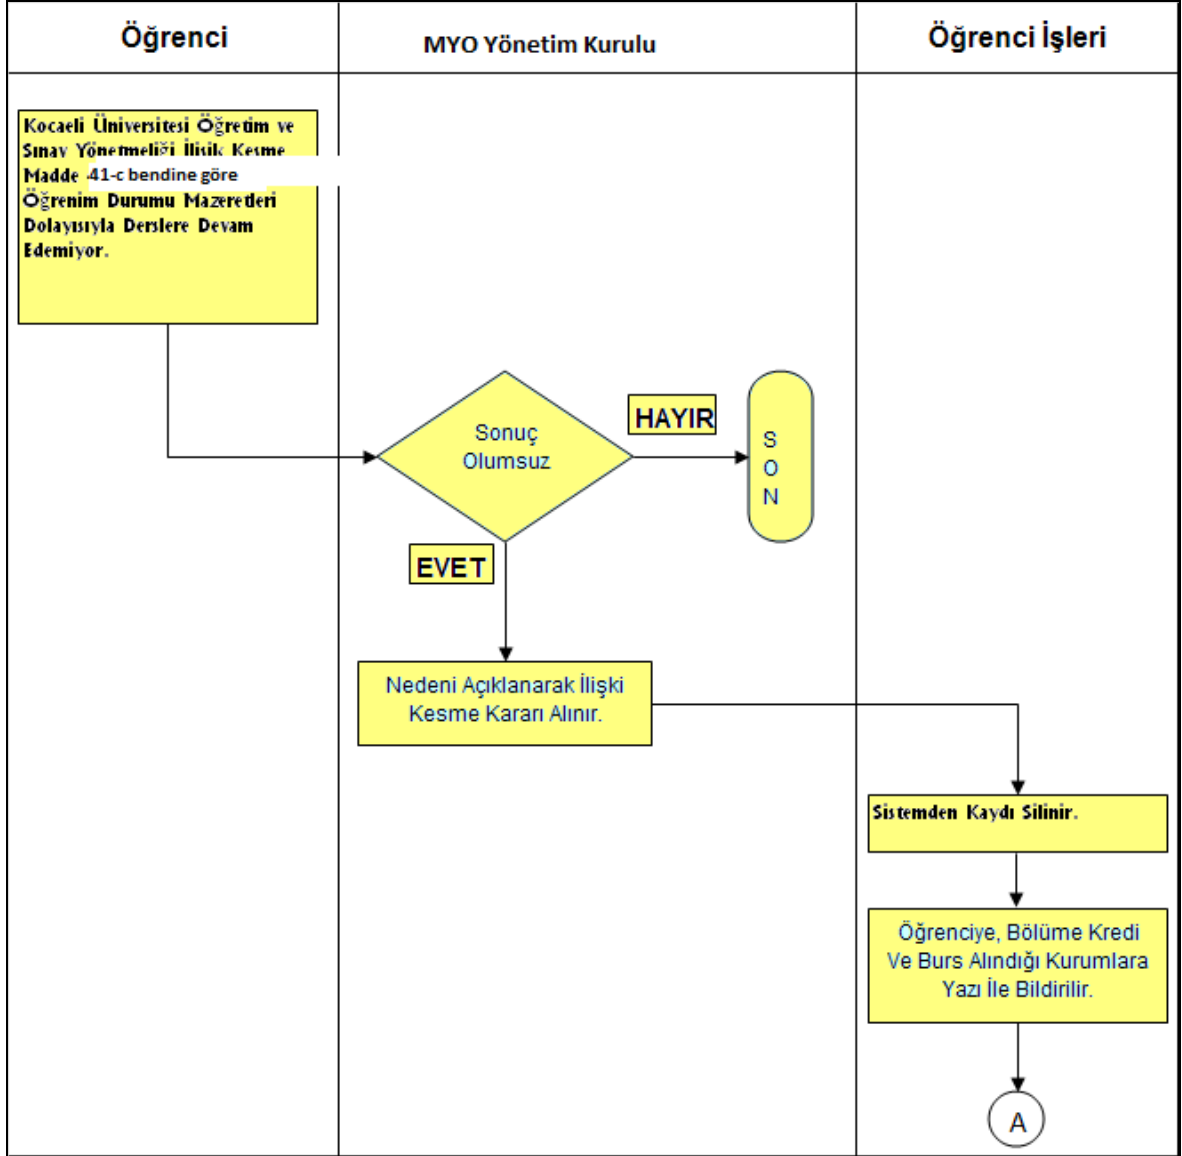 Öğrenci
MYO Yönetim Kurulu
Öğrenci İşleri
Kocaeli Üniversitesi Öğretim ve
Sınav Yönetmeliği İlişik Kesme
Madde 41-c bendine göre
Öğrenim Durumu Mazeretleri
Dolayısıyla Derslere Devam
Edemiyor.
Sonuç
Olumsuz
HAYIR
S
O
N
EVET
Nedeni Açıklanarak İlişki
Kesme Kararı Alınır.
Sistemden Kaydı Silinir.
Öğrenciye, Bölüme Kredi
Ve Burs Alındığı Kurumlara
Yazı İle Bildirilir.
A